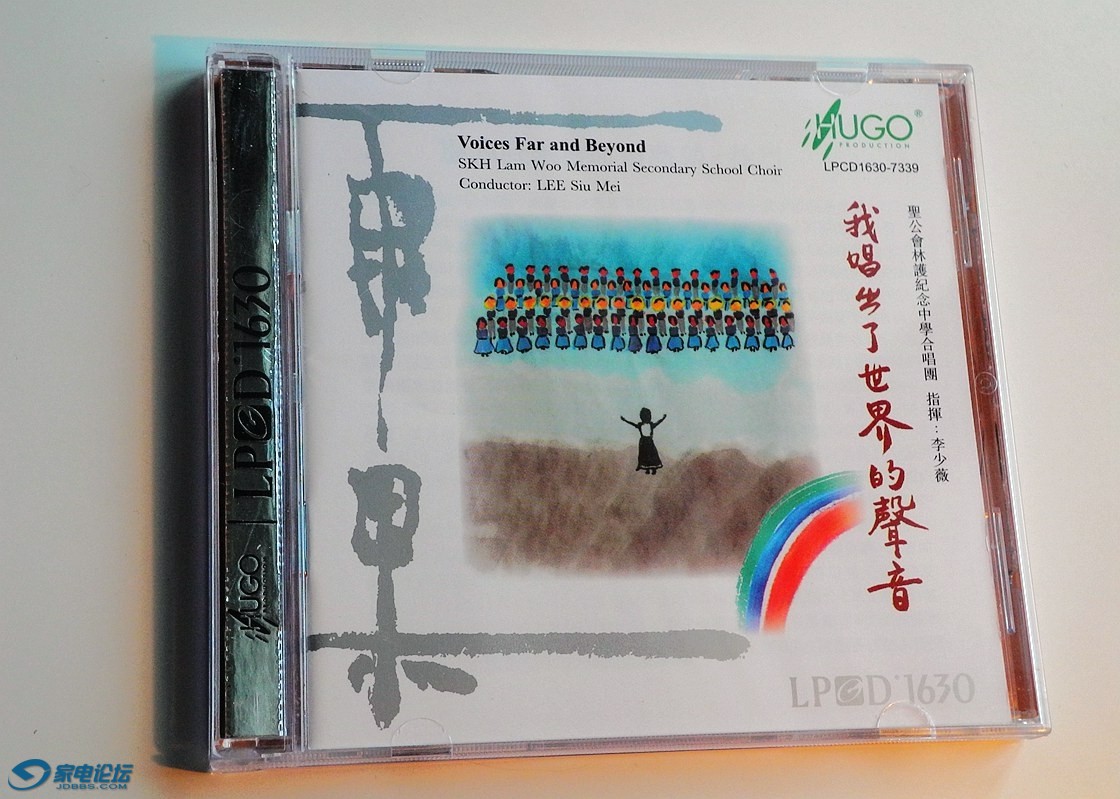 Voices Far and Beyond
SKH Lam Woo Memorial Secondary School Choir
Conductor: LEE Siu Mei
HUGO®
PRODUCTION
LPCD1630-7339
聖公會林護紀念中學合唱團 指揮：李少薇
我唱出了世界的聲音
LPCD 1630
HUGO
LPCD 1630
家电论坛
JDBBS.COM